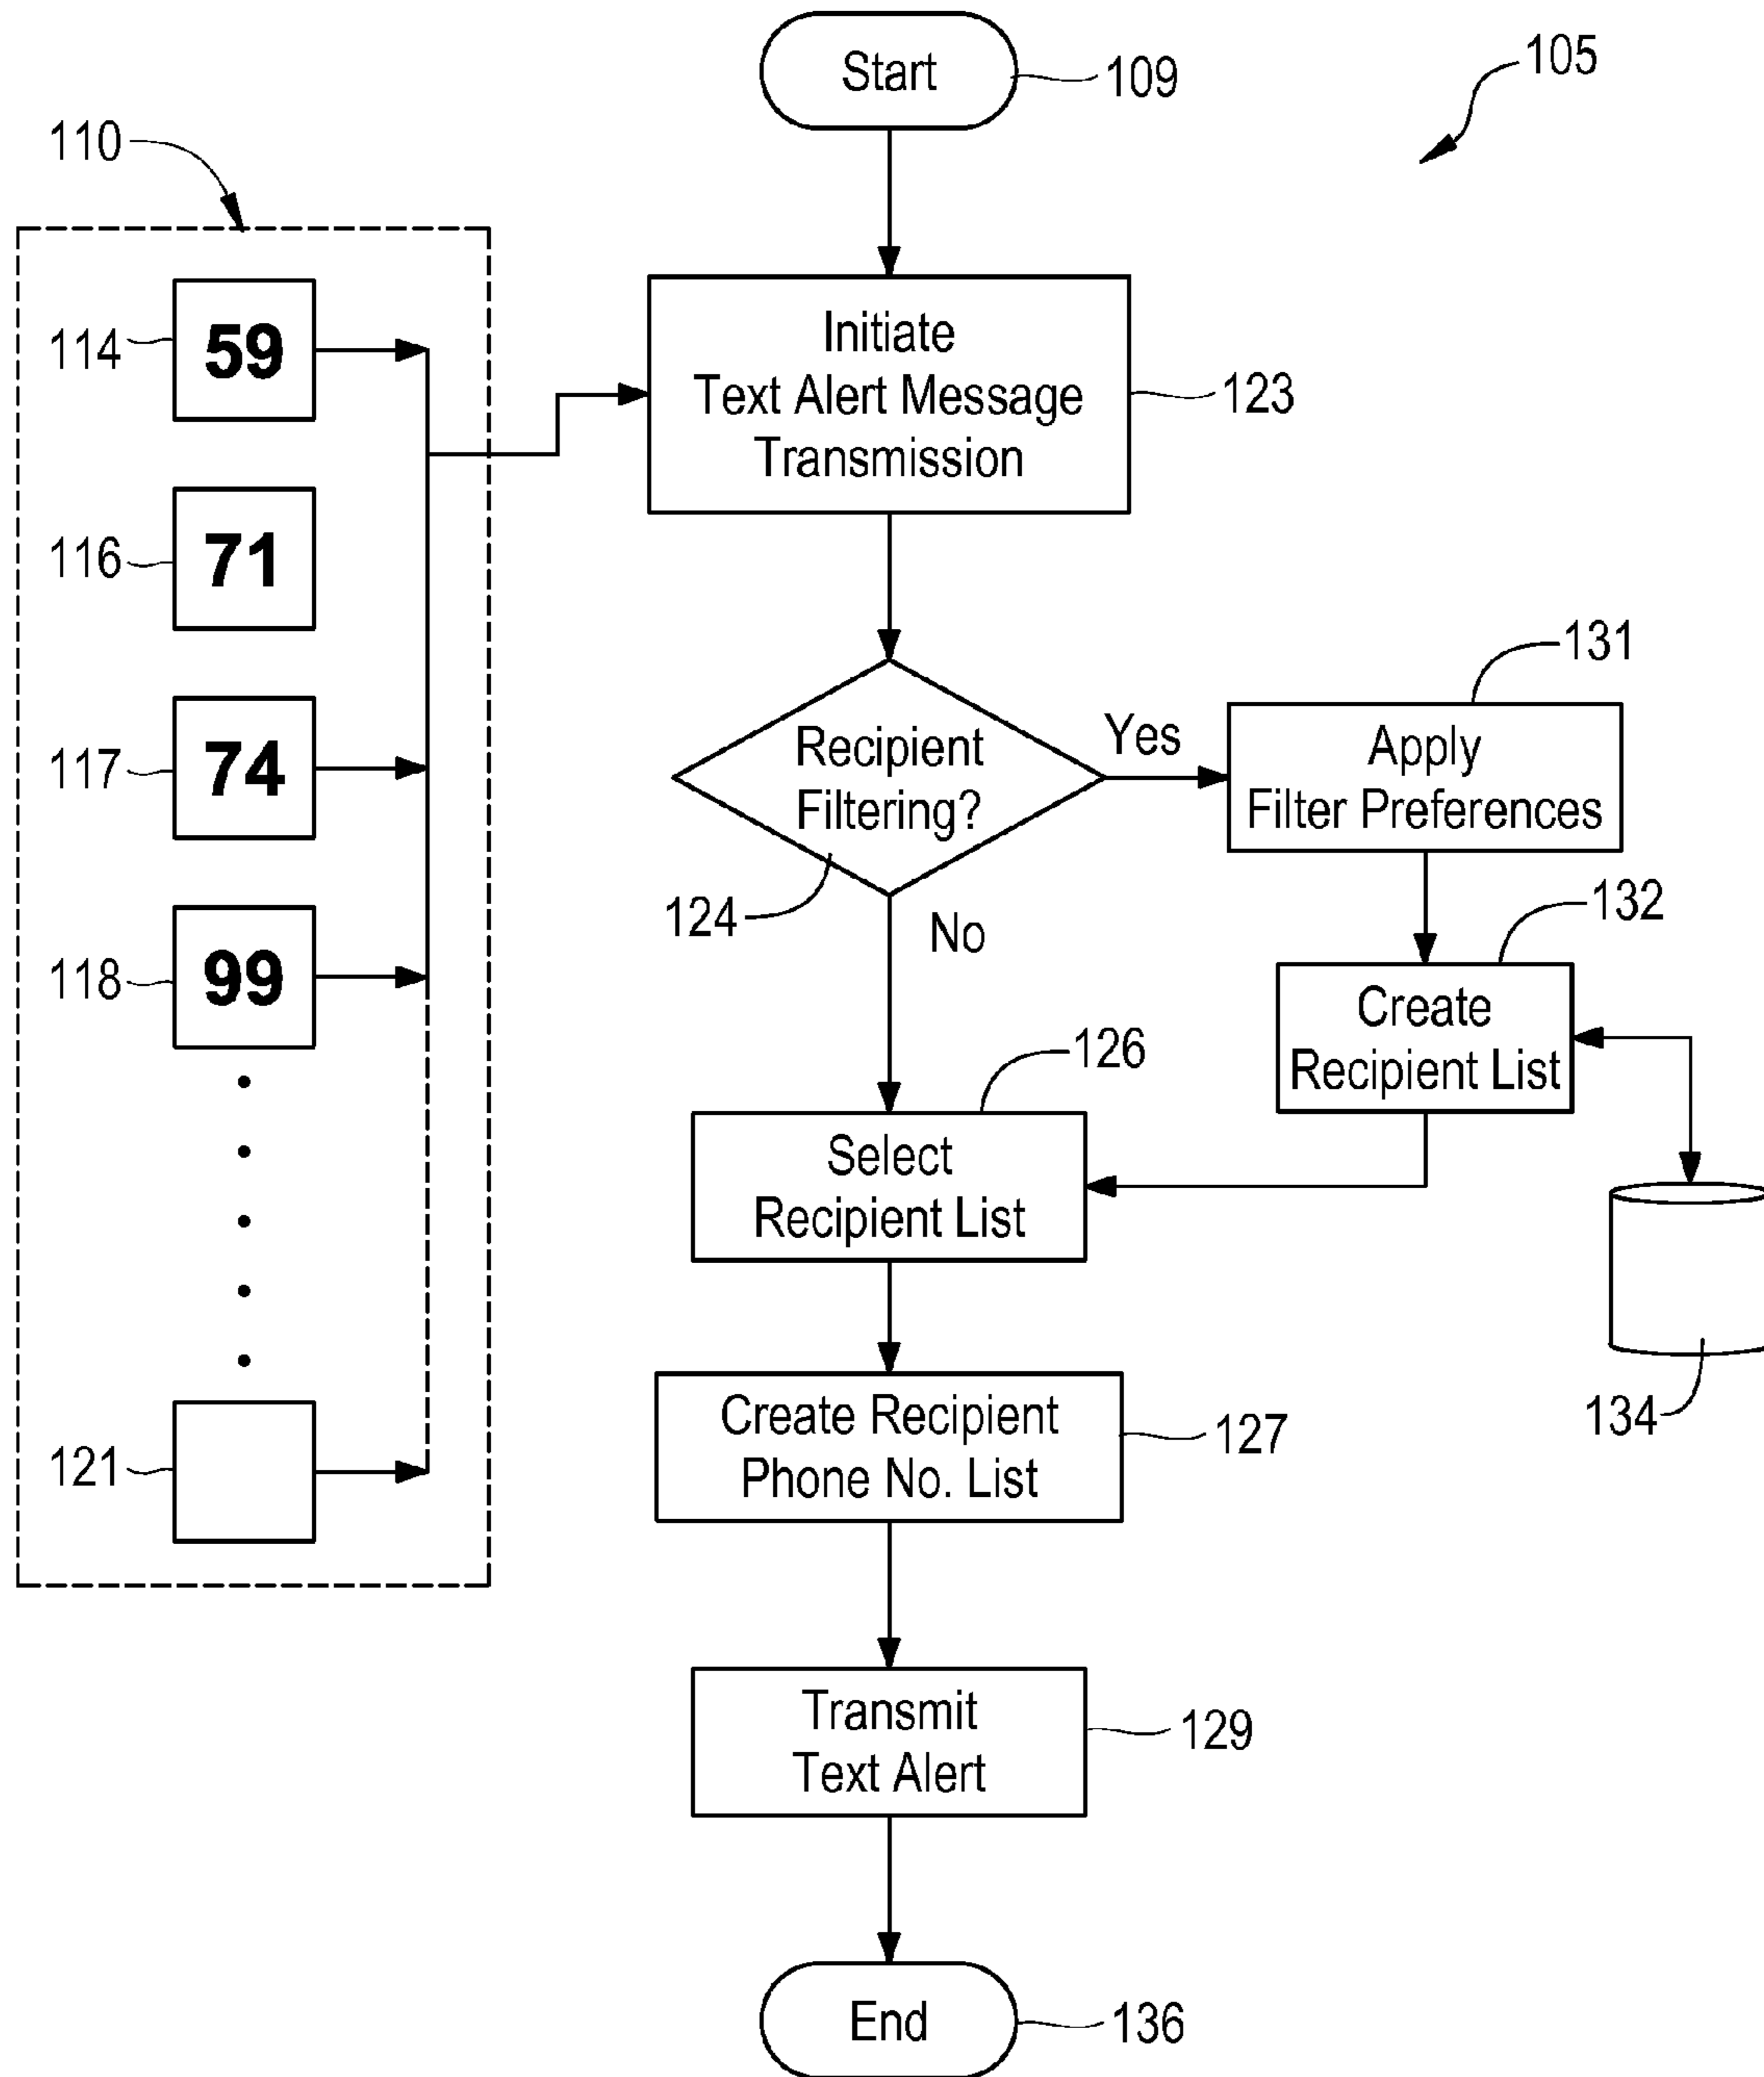 Start
109
105
110
114
59
Initiate
Text Alert Message
Transmission
123
116
71
117
74
Recipient
Filtering?
Yes
124
No
131
Apply
Filter Preferences
118
99
132
Create
Recipient List
126
Select
Recipient List
134
121
Create Recipient
Phone No. List
127
Transmit
Text Alert
129
End
136